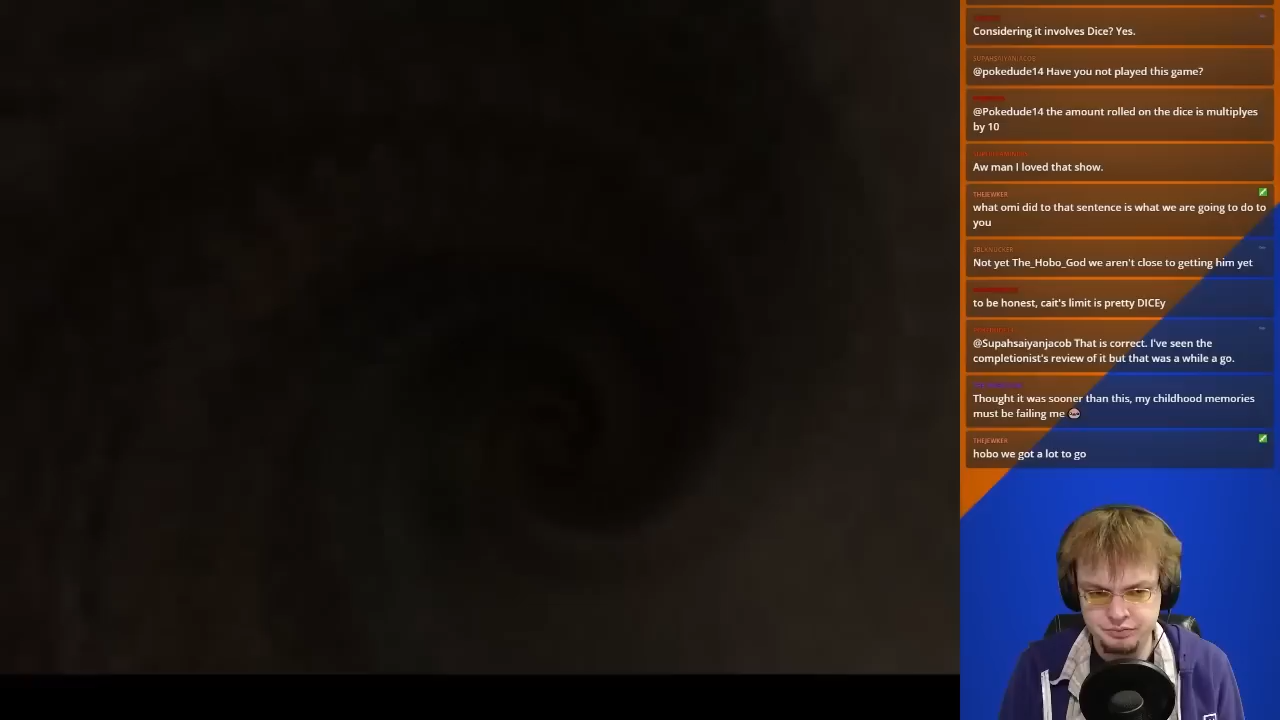 Considering it involves Dice? Yes.
SUPAHSAIYANJACOB
@pokedude14 Have you not played this game?
@Pokedude14 the amount rolled on the dice is multiplyes
by 10
Aw man I loved that show.
THEJEWKER
what omi did to that sentence is what we are going to do to
you
SBLANUCKER
Not yet The_Hobo_God we aren't close to getting him yet
to be honest, cait's limit is pretty DICEy
@Supahsaiyanjacob That is correct. I've seen the
completionist's review of it but that was a while a go.
Thought it was sooner than this, my childhood memories
must be failing me
THEJEWKER
hobo we got a lot to go